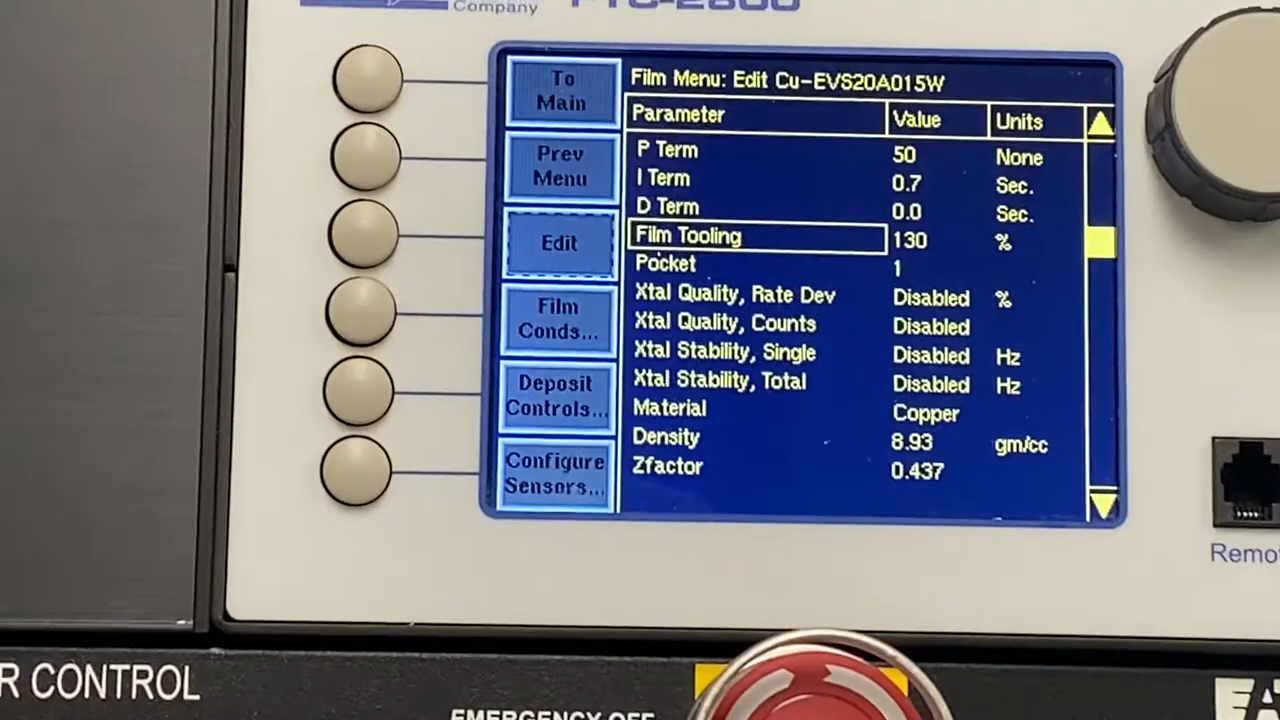 Company
To Main
Film Menu: Edit Cu-EVS20A015W
Parameter Value Units
Prev Menu
P Term 50 None
I Term 0.7 Sec.
D Term 0.0 Sec.
Edit
Film Tooling 130 %
Pocket 1
Film Conds...
Xtal Quality, Rate Dev Disabled %
Xtal Quality, Counts Disabled
Xtal Stability, Single Disabled Hz
Deposit Controls...
Xtal Stability, Total Disabled Hz
Material Copper
Density 8.93 gm/cc
Configure Sensors...
Zfactor 0.437
R CONTROL
EMERGENCY OFF